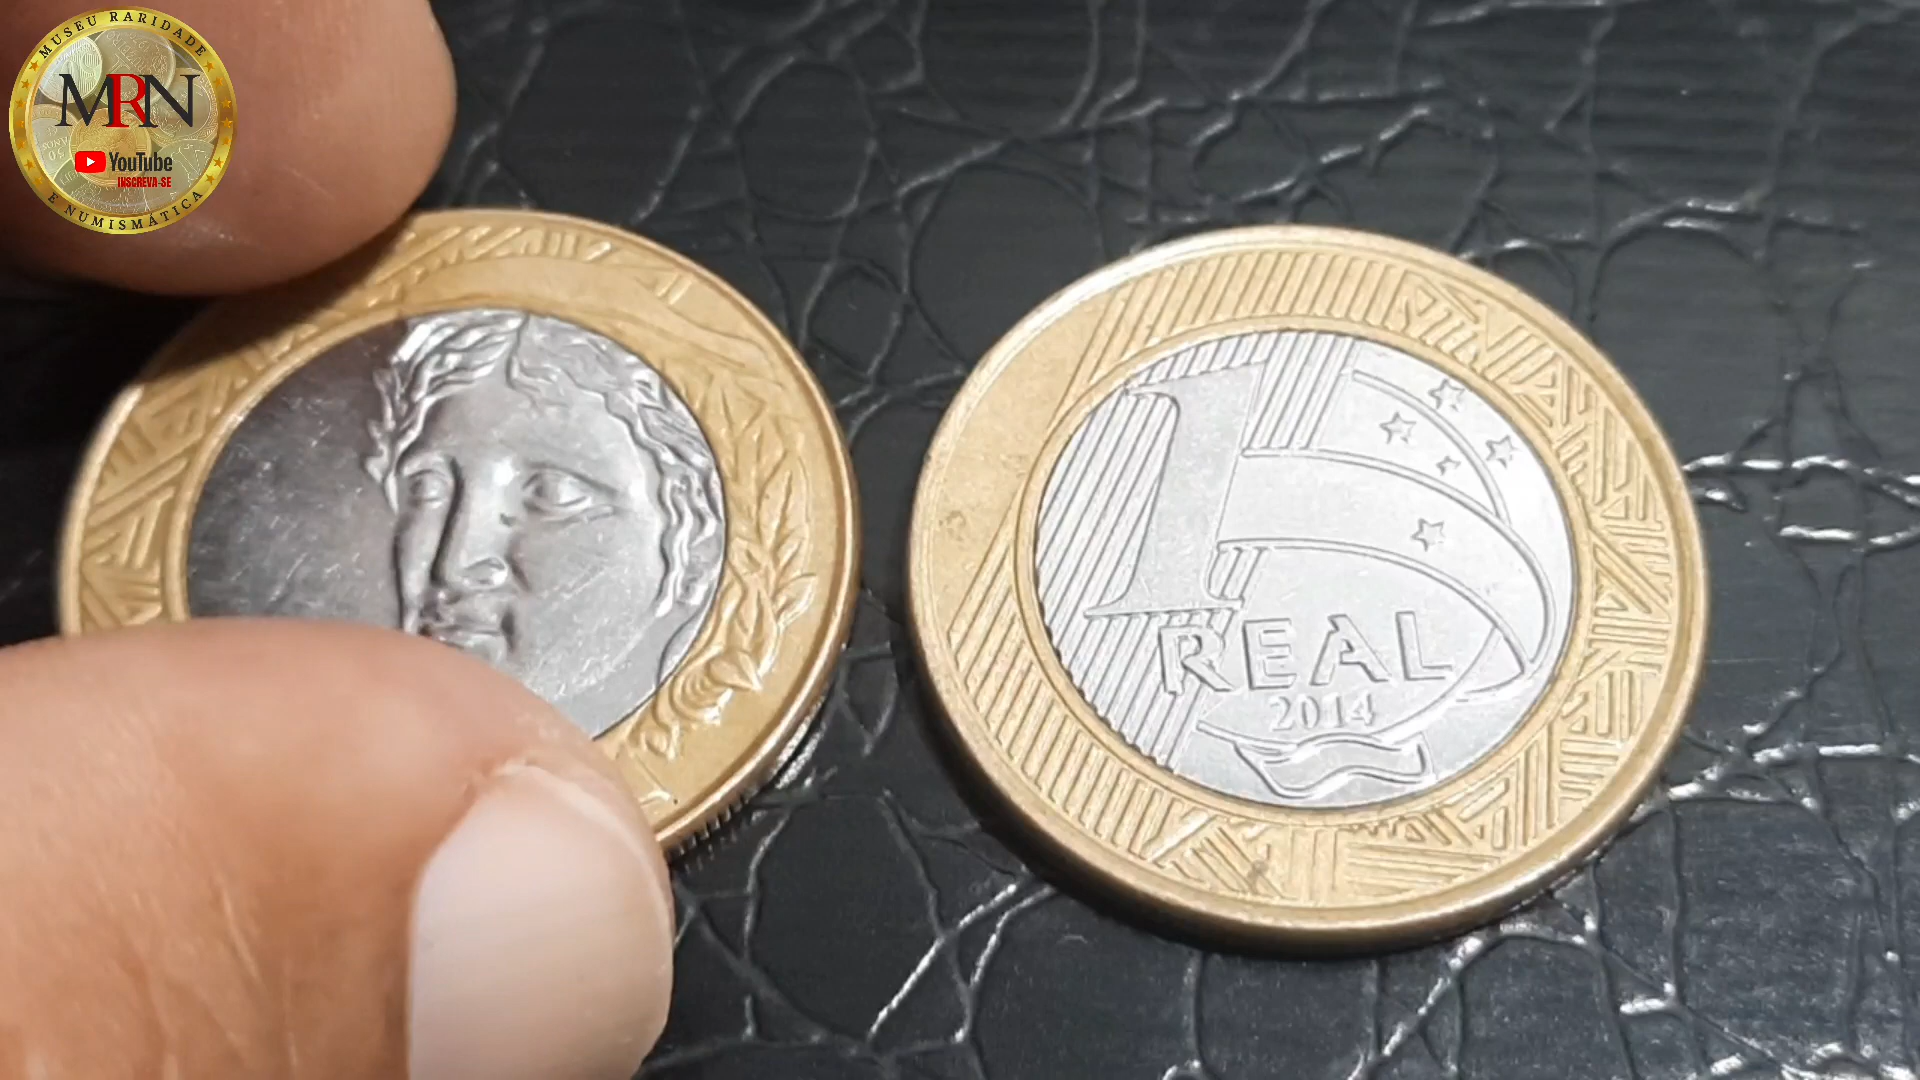 MUSEU RARIDADE
MRN
YouTube
INSCREVA-SE
E NUMISMÁTICA
1
REAL
2014